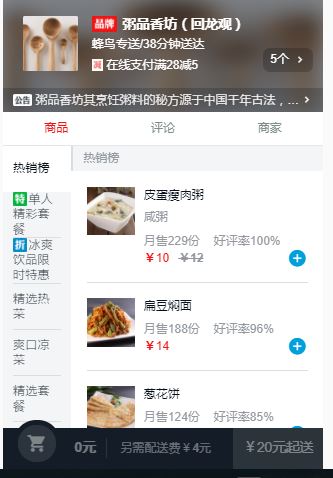 品牌 粥品香坊（回龙观）
蜂鸟专送/38分钟送达
减 在线支付满28减5
5个 >
公告 粥品香坊其烹饪粥料的秘方源于中国千年古法，... >
商品 评论 商家
热销榜
特 单人
精彩套
餐
折 冰爽
饮品限
时特惠
精选热
菜
爽口凉
菜
精选套
餐
热销榜
皮蛋瘦肉粥
咸粥
月售229份 好评率100%
￥10 ￥12
扁豆焖面
月售188份 好评率96%
￥14
葱花饼
月售124份 好评率85%
0元 另需配送费￥4元 ￥20元起送